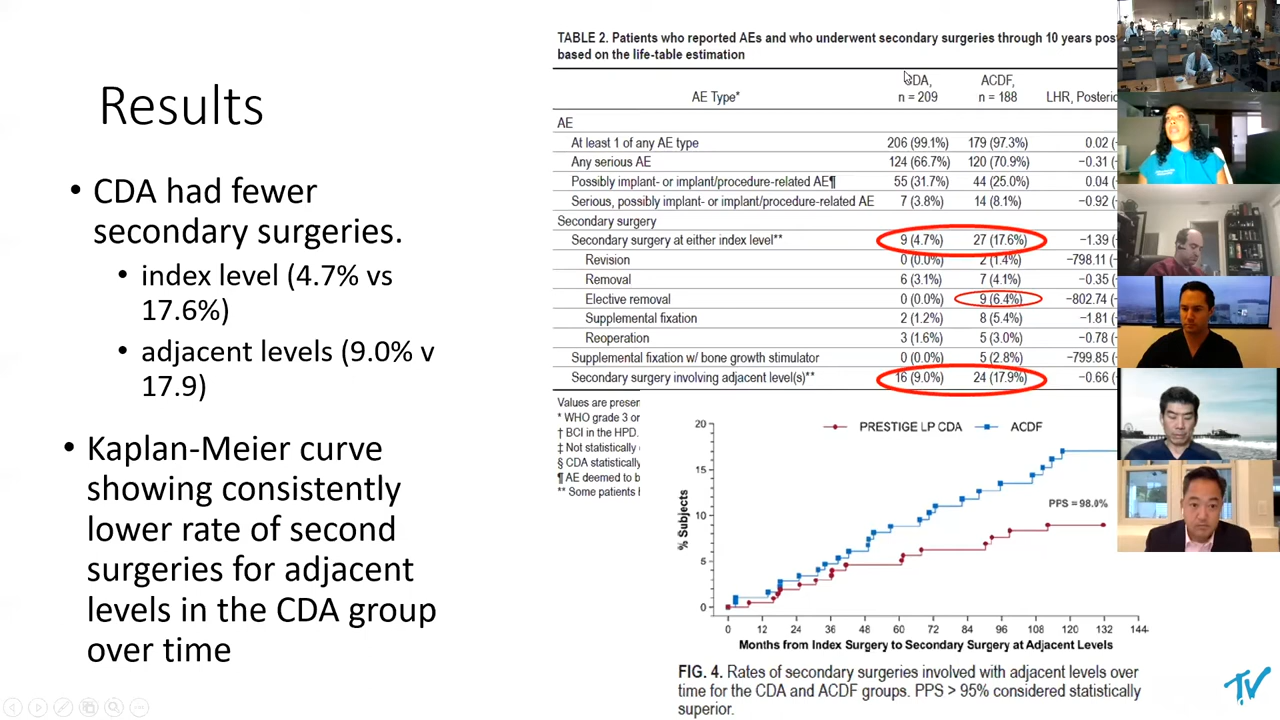 Results
• CDA had fewer
secondary surgeries.
• index level (4.7% vs
17.6%)
• adjacent levels (9.0% v
17.9)
• Kaplan-Meier curve
showing consistently
lower rate of second
surgeries for adjacent
levels in the CDA group
over time
TABLE 2. Patients who reported AEs and who underwent secondary surgeries through 10 years
based on the life-table estimation
AE Type* CDA, n = 209 ACDF, n = 188 LHR,
AE
At least 1 of any AE type 206 (99.1%) 179 (97.3%) 0.02
Any serious AE 124 (66.7%) 120 (70.9%) −0.31
Possibly implant- or implant/procedure-related AE¶ 55 (31.7%) 44 (25.0%) 0.04
Serious, possibly implant- or implant/procedure-related AE 7 (3.8%) 14 (8.1%) −0.92
Secondary surgery
Secondary surgery at either index level** 9 (4.7%) 27 (17.6%) −1.39
Revision 0 (0.0%) 2 (1.4%) −798.11
Removal 6 (3.1%) 7 (4.1%) −0.35
Elective removal 0 (0.0%) 9 (6.4%) −802.74
Supplemental fixation 2 (1.2%) 8 (5.4%) −1.81
Reoperation 3 (1.6%) 5 (3.0%) −0.78
Supplemental fixation w/ bone growth stimulator 0 (0.0%) 5 (2.8%) −799.85
Secondary surgery involving adjacent level(s)** 16 (9.0%) 24 (17.9%) −0.66
Values are
* WHO grade 3 or
† BCI in the HPD.
‡ Not statistically
§ CDA statistically
¶ AE deemed to
** Some patients
PRESTIGE LP CDA ACDF
20
15
10
5
0
% Subjects
PPS = 98.0%
0 12 24 36 48 60 72 84 96 108 120 132 144
Months from Index Surgery to Secondary Surgery at Adjacent Levels
FIG. 4. Rates of secondary surgeries involved with adjacent levels over
time for the CDA and ACDF groups. PPS > 95% considered statistically
superior.
TV